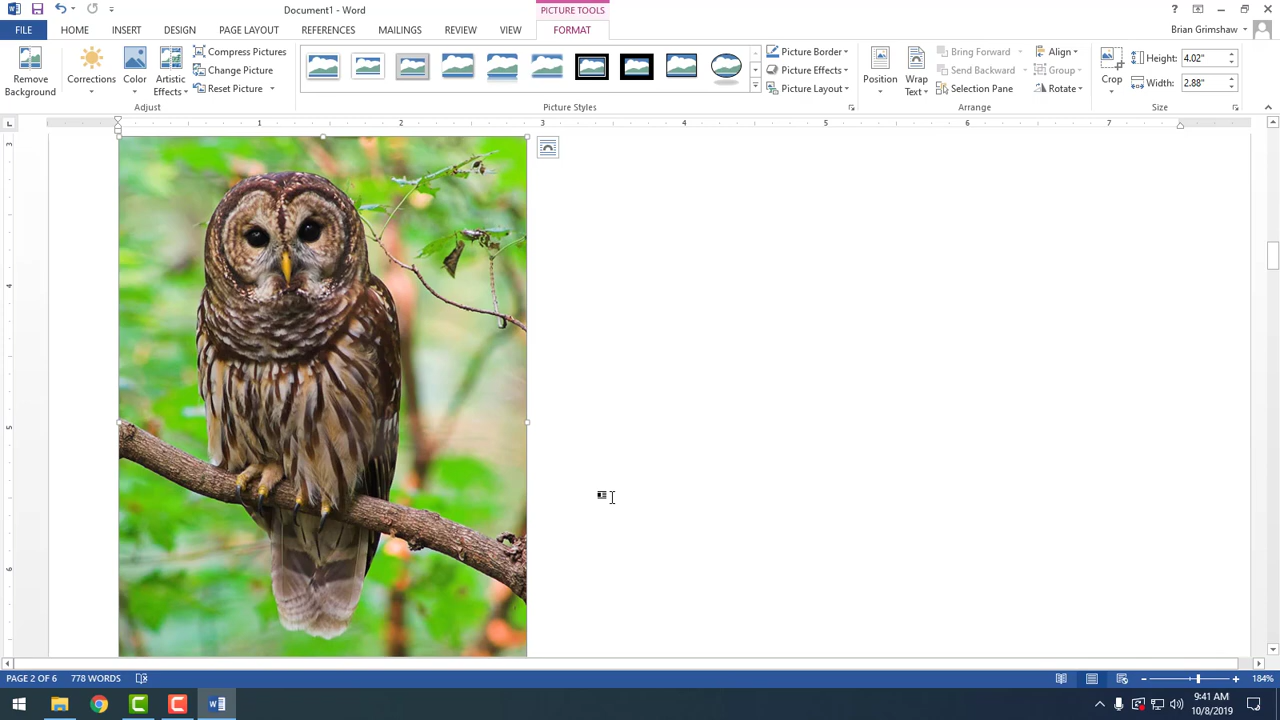 Document1 - Word
PICTURE TOOLS
FILE HOME INSERT DESIGN PAGE LAYOUT REFERENCES MAILINGS REVIEW VIEW FORMAT
Brian Grimshaw
Remove Background
Corrections
Color
Artistic Effects
Compress Pictures
Change Picture
Reset Picture
Adjust
Picture Styles
Picture Border
Picture Effects
Picture Layout
Position
Wrap Text
Bring Forward
Send Backward
Selection Pane
Align
Group
Rotate
Arrange
Crop
Height: 4.02"
Width: 2.88"
Size
1 2 3 4 5 6 7
3
4
5
6
PAGE 2 OF 6 778 WORDS
184%
9:41 AM
10/8/2019